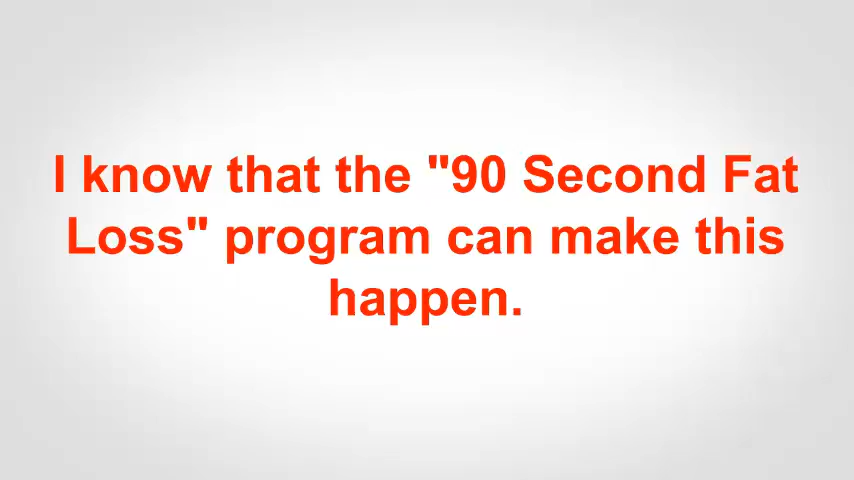 I know that the "90 Second Fat
Loss" program can make this
happen.